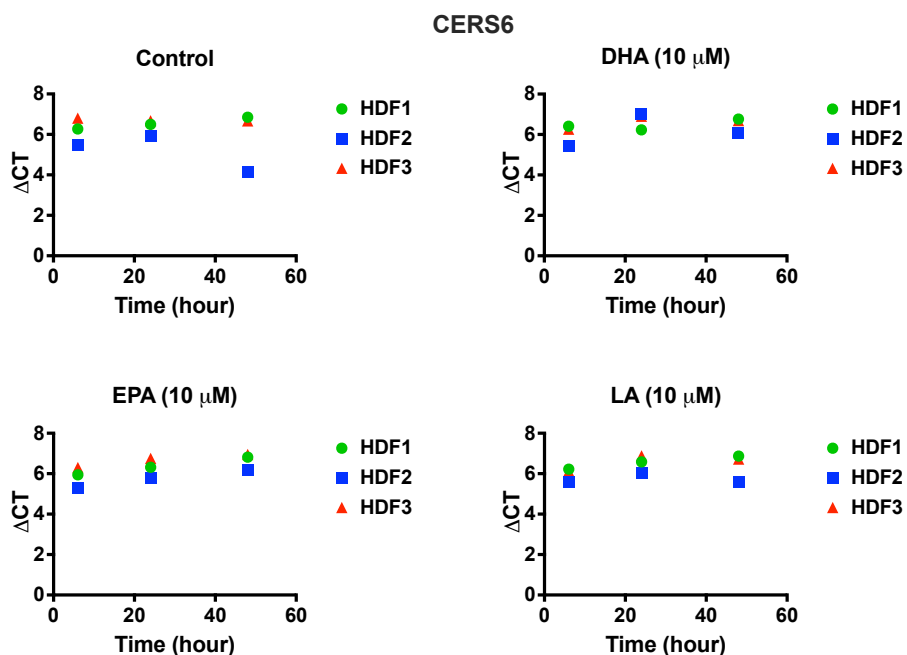 CERS6
Control
8
6
4
2
0
ΔCT
0 20 40 60
Time (hour)
HDF1
HDF2
HDF3
DHA (10 μM)
8
6
4
2
0
ΔCT
0 20 40 60
Time (hour)
HDF1
HDF2
HDF3
EPA (10 μM)
8
6
4
2
0
ΔCT
0 20 40 60
Time (hour)
HDF1
HDF2
HDF3
LA (10 μM)
8
6
4
2
0
ΔCT
0 20 40 60
Time (hour)
HDF1
HDF2
HDF3